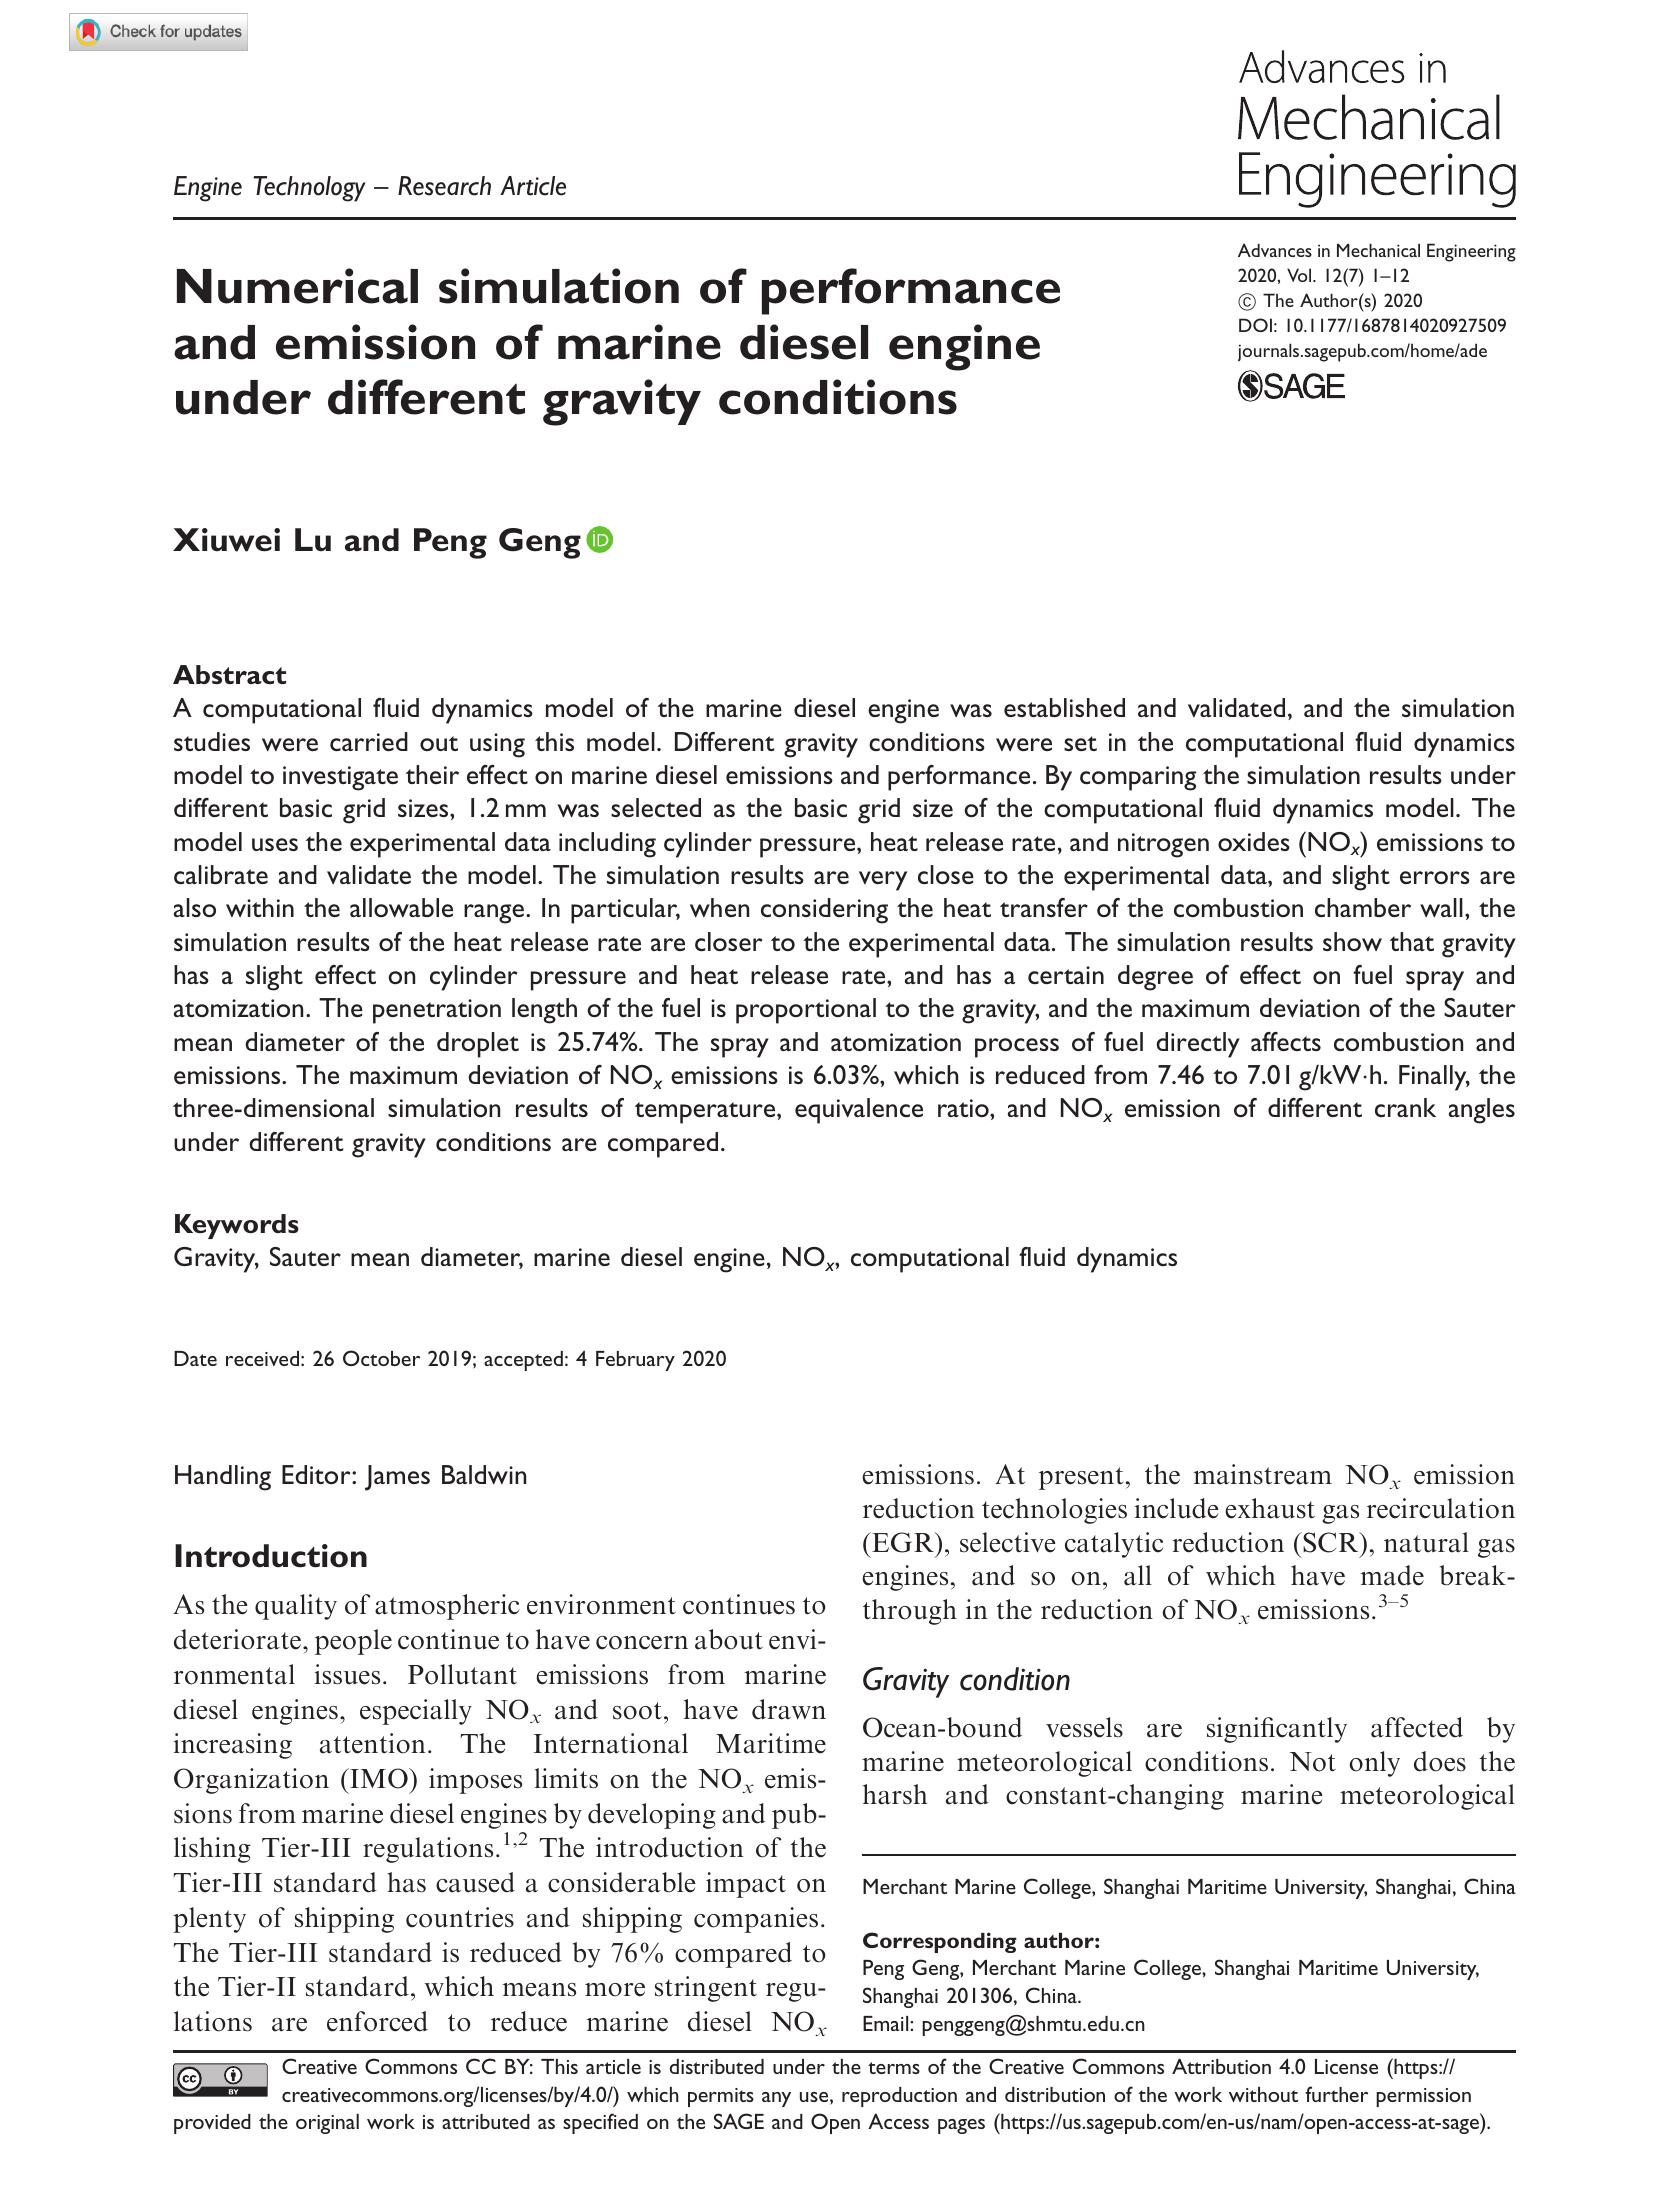 Check for updates
Advances in
Mechanical
Engineering
Engine Technology – Research Article
Advances in Mechanical Engineering
2020, Vol. 12(7) 1–12
© The Author(s) 2020
DOI: 10.1177/1687814020927509
journals.sagepub.com/home/ade
SAGE
Numerical simulation of performance
and emission of marine diesel engine
under different gravity conditions
Xiuwei Lu and Peng Geng iD
Abstract
A computational fluid dynamics model of the marine diesel engine was established and validated, and the simulation
studies were carried out using this model. Different gravity conditions were set in the computational fluid dynamics
model to investigate their effect on marine diesel emissions and performance. By comparing the simulation results under
different basic grid sizes, 1.2 mm was selected as the basic grid size of the computational fluid dynamics model. The
model uses the experimental data including cylinder pressure, heat release rate, and nitrogen oxides (NOx) emissions to
calibrate and validate the model. The simulation results are very close to the experimental data, and slight errors are
also within the allowable range. In particular, when considering the heat transfer of the combustion chamber wall, the
simulation results of the heat release rate are closer to the experimental data. The simulation results show that gravity
has a slight effect on cylinder pressure and heat release rate, and has a certain degree of effect on fuel spray and
atomization. The penetration length of the fuel is proportional to the gravity, and the maximum deviation of the Sauter
mean diameter of the droplet is 25.74%. The spray and atomization process of fuel directly affects combustion and
emissions. The maximum deviation of NOx emissions is 6.03%, which is reduced from 7.46 to 7.01 g/kW·h. Finally, the
three-dimensional simulation results of temperature, equivalence ratio, and NOx emission of different crank angles
under different gravity conditions are compared.
Keywords
Gravity, Sauter mean diameter, marine diesel engine, NOx, computational fluid dynamics
Date received: 26 October 2019; accepted: 4 February 2020
Handling Editor: James Baldwin
Introduction
As the quality of atmospheric environment continues to
deteriorate, people continue to have concern about envi-
ronmental issues. Pollutant emissions from marine
diesel engines, especially NOx and soot, have drawn
increasing attention. The International Maritime
Organization (IMO) imposes limits on the NOx emis-
sions from marine diesel engines by developing and pub-
lishing Tier-III regulations.1,2 The introduction of the
Tier-III standard has caused a considerable impact on
plenty of shipping countries and shipping companies.
The Tier-III standard is reduced by 76% compared to
the Tier-II standard, which means more stringent regu-
lations are enforced to reduce marine diesel NOx
emissions. At present, the mainstream NOx emission
reduction technologies include exhaust gas recirculation
(EGR), selective catalytic reduction (SCR), natural gas
engines, and so on, all of which have made break-
through in the reduction of NOx emissions.3–5
Gravity condition
Ocean-bound vessels are significantly affected by
marine meteorological conditions. Not only does the
harsh and constant-changing marine meteorological
Merchant Marine College, Shanghai Maritime University, Shanghai, China
Corresponding author:
Peng Geng, Merchant Marine College, Shanghai Maritime University,
Shanghai 201306, China.
Email: penggeng@shmtu.edu.cn
cc BY
Creative Commons CC BY: This article is distributed under the terms of the Creative Commons Attribution 4.0 License (https://
creativecommons.org/licenses/by/4.0/) which permits any use, reproduction and distribution of the work without further permission
provided the original work is attributed as specified on the SAGE and Open Access pages (https://us.sagepub.com/en-us/nam/open-access-at-sage).